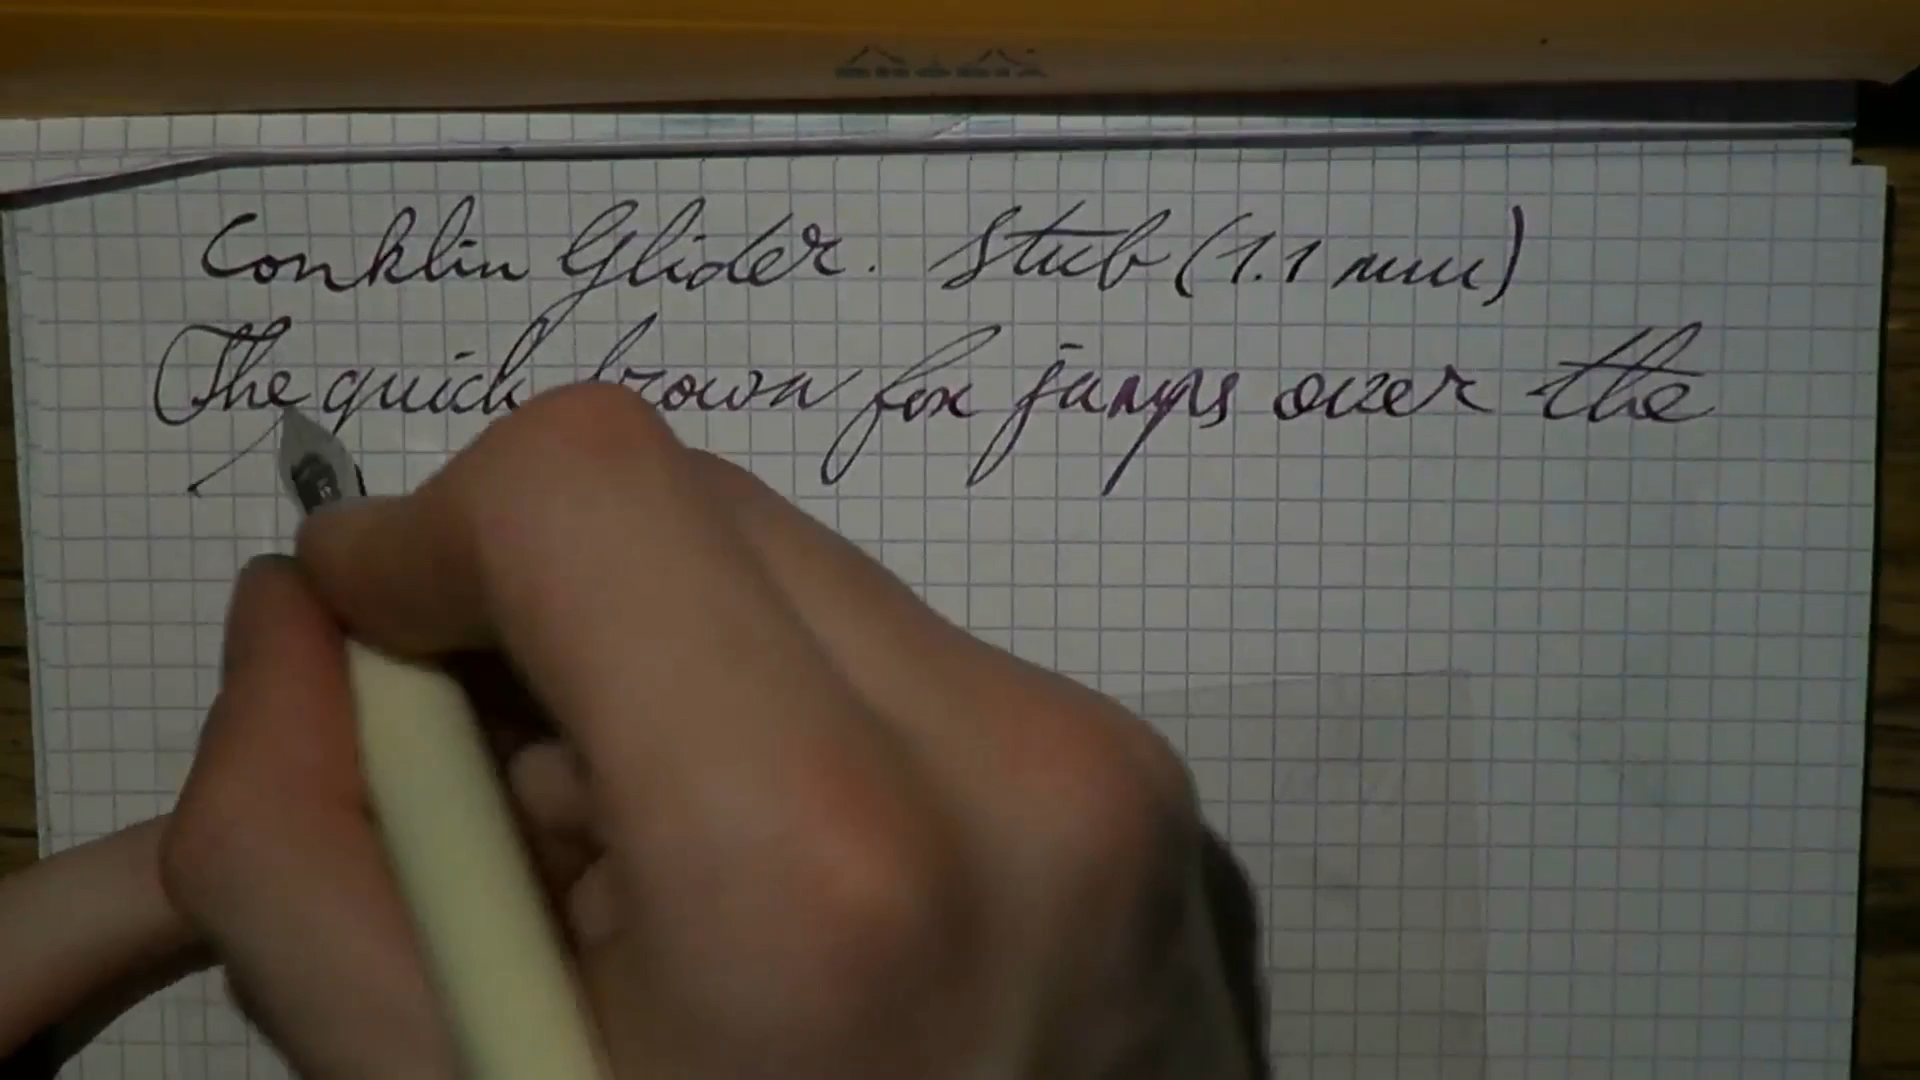 Conklin Glider. Stub (1.1 mm)
The quick brown fox jumps over the